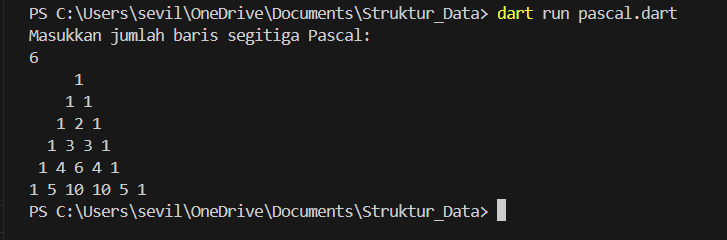 PS C:\Users\sevil\OneDrive\Documents\Struktur_Data> dart run pascal.dart
Masukkan jumlah baris segitiga Pascal:
6
     1
    1 1
   1 2 1
  1 3 3 1
 1 4 6 4 1
1 5 10 10 5 1
PS C:\Users\sevil\OneDrive\Documents\Struktur_Data>